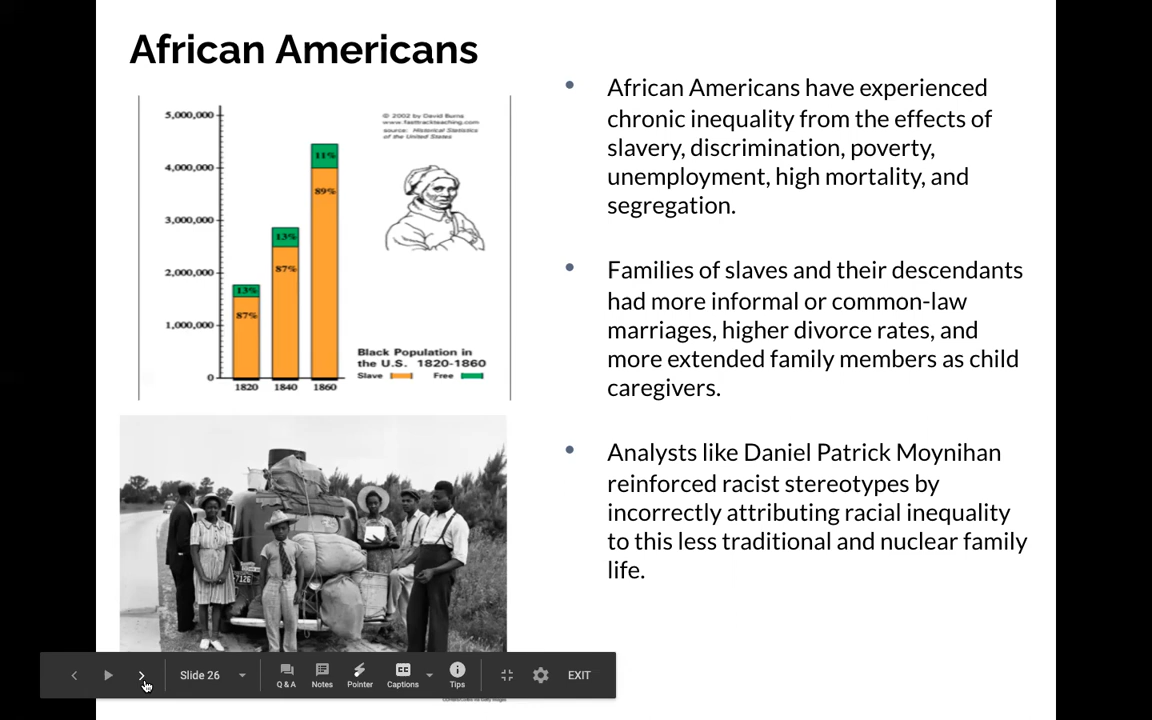 African Americans
5,000,000
4,000,000
3,000,000
2,000,000
1,000,000
0
13%
87%
13%
87%
11%
89%
1820
1840
1860
© 2002 by David Burns
www.fasttrackteaching.com
source: Historical Statistics
of the United States
Black Population in
the U.S. 1820-1860
Slave
Free
7126
• African Americans have experienced
chronic inequality from the effects of
slavery, discrimination, poverty,
unemployment, high mortality, and
segregation.
• Families of slaves and their descendants
had more informal or common-law
marriages, higher divorce rates, and
more extended family members as child
caregivers.
• Analysts like Daniel Patrick Moynihan
reinforced racist stereotypes by
incorrectly attributing racial inequality
to this less traditional and nuclear family
life.
Slide 26
Q & A
Notes
Pointer
CC
Captions
Tips
EXIT